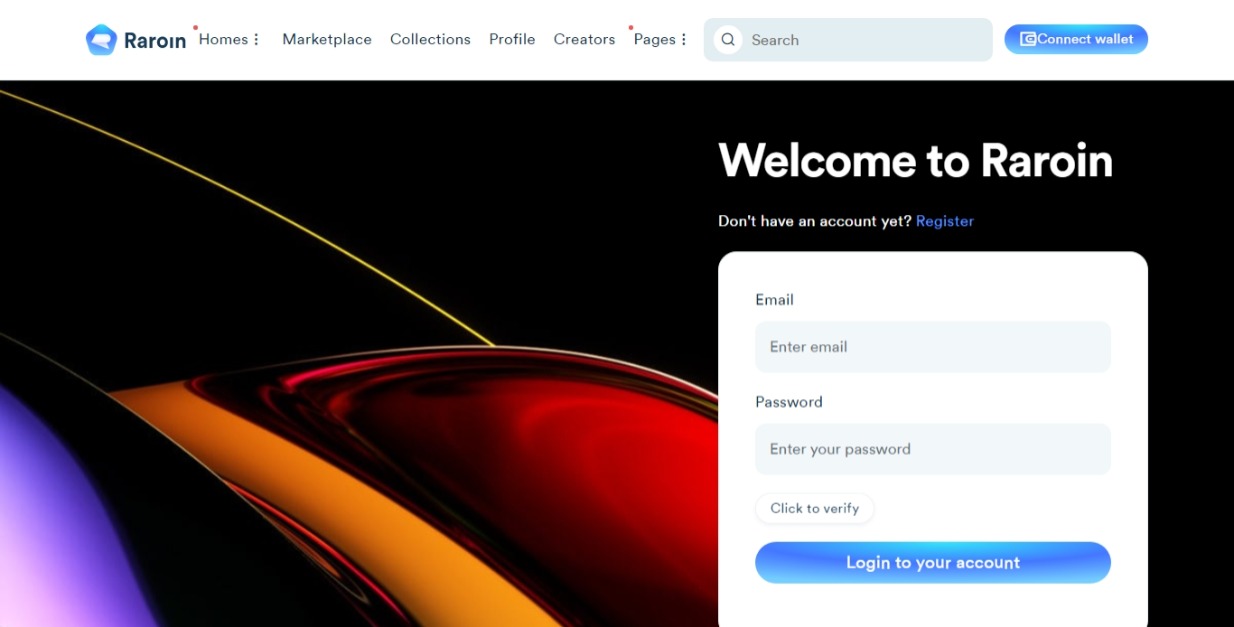 Raroin Homes Marketplace Collections Profile Creators Pages Search Connect wallet
Welcome to Raroin
Don't have an account yet? Register
Email
Enter email
Password
Enter your password
Click to verify
Login to your account